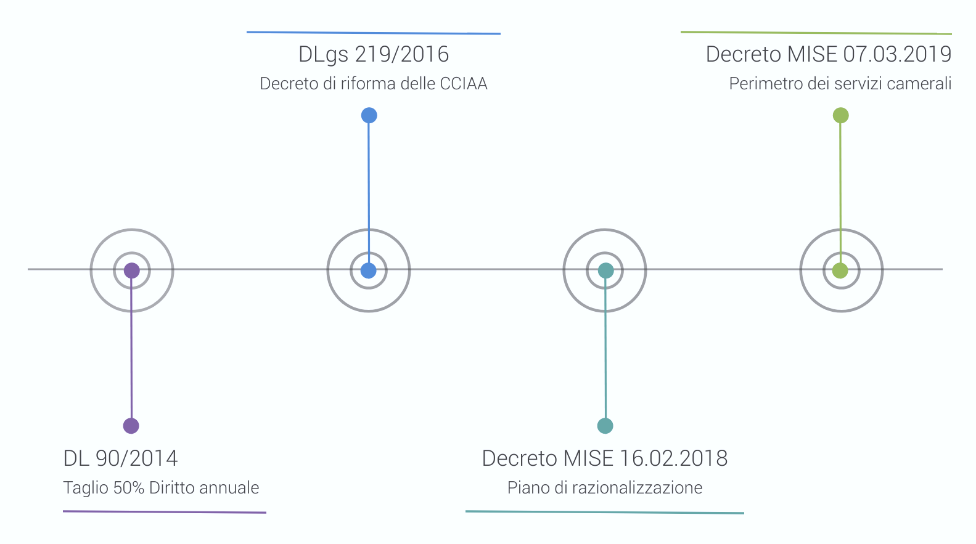 DLgs 219/2016
Decreto di riforma delle CCIAA
Decreto MISE 07.03.2019
Perimetro dei servizi camerali
DL 90/2014
Taglio 50% Diritto annuale
Decreto MISE 16.02.2018
Piano di razionalizzazione